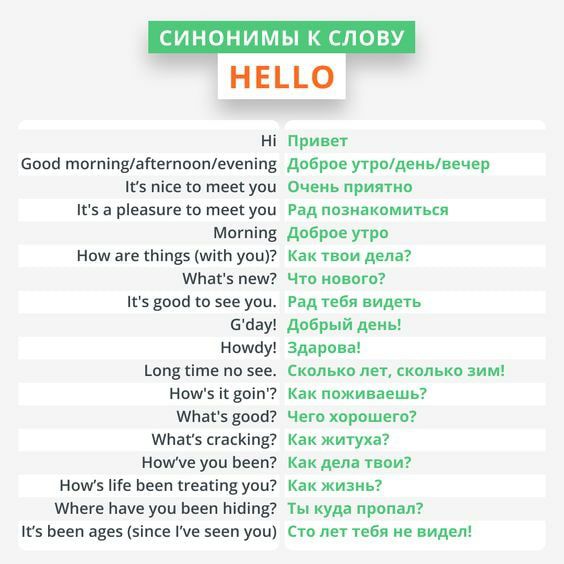 СИНОНИМЫ К СЛОВУ
HELLO
Hi Привет
Good morning/afternoon/evening Доброе утро/день/вечер
It’s nice to meet you Очень приятно
It's a pleasure to meet you Рад познакомиться
Morning Доброе утро
How are things (with you)? Как твои дела?
What's new? Что нового?
It's good to see you. Рад тебя видеть
G'day! Добрый день!
Howdy! Здарова!
Long time no see. Сколько лет, сколько зим!
How's it goin'? Как поживаешь?
What's good? Чего хорошего?
What’s cracking? Как житуха?
How’ve you been? Как дела твои?
How’s life been treating you? Как жизнь?
Where have you been hiding? Ты куда пропал?
It’s been ages (since I’ve seen you) Сто лет тебя не видел!